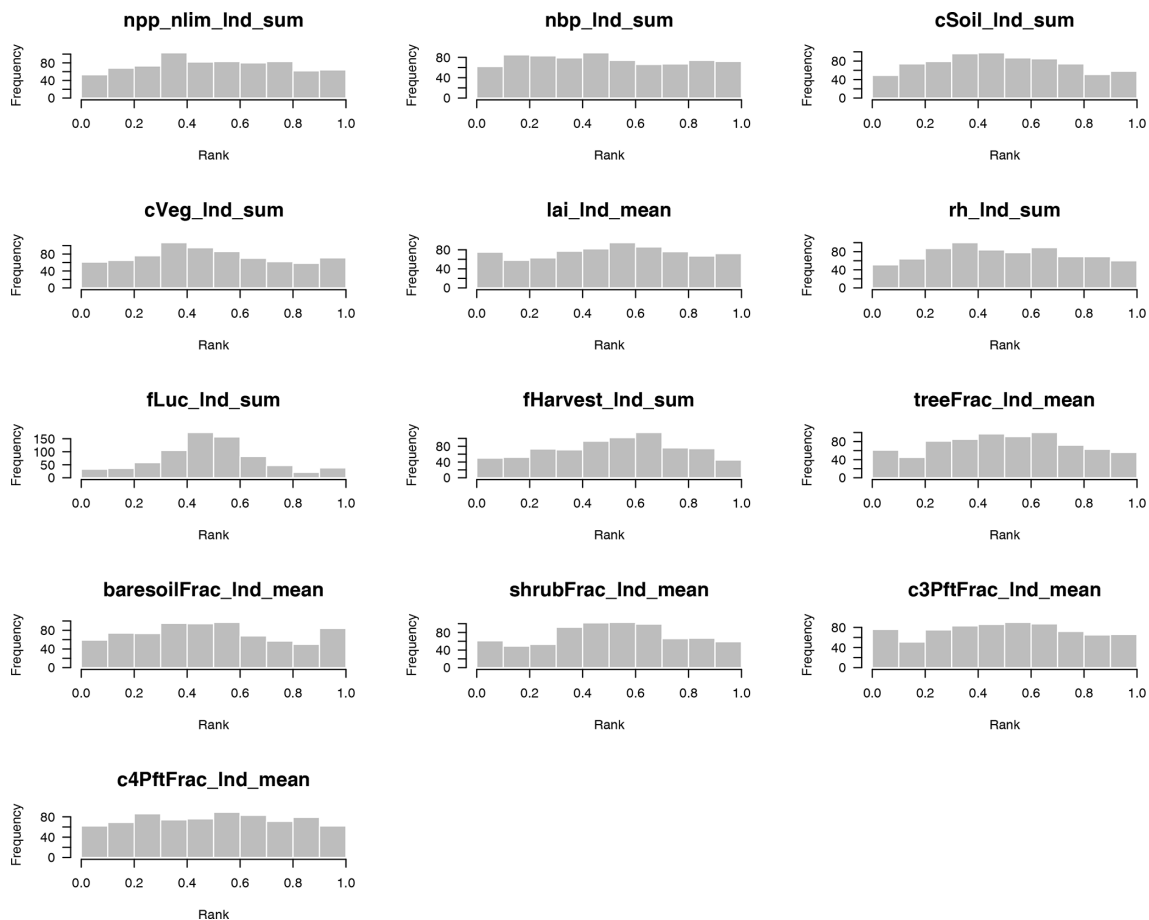 npp_nlim_lnd_sum
Frequency
80
40
0
0.0 0.2 0.4 0.6 0.8 1.0
Rank
nbp_lnd_sum
Frequency
80
40
0
0.0 0.2 0.4 0.6 0.8 1.0
Rank
cSoil_lnd_sum
Frequency
80
40
0
0.0 0.2 0.4 0.6 0.8 1.0
Rank
cVeg_lnd_sum
Frequency
80
40
0
0.0 0.2 0.4 0.6 0.8 1.0
Rank
lai_lnd_mean
Frequency
80
40
0
0.0 0.2 0.4 0.6 0.8 1.0
Rank
rh_lnd_sum
Frequency
80
40
0
0.0 0.2 0.4 0.6 0.8 1.0
Rank
fLuc_lnd_sum
Frequency
150
100
50
0
0.0 0.2 0.4 0.6 0.8 1.0
Rank
fHarvest_lnd_sum
Frequency
80
40
0
0.0 0.2 0.4 0.6 0.8 1.0
Rank
treeFrac_lnd_mean
Frequency
80
40
0
0.0 0.2 0.4 0.6 0.8 1.0
Rank
baresoilFrac_lnd_mean
Frequency
80
40
0
0.0 0.2 0.4 0.6 0.8 1.0
Rank
shrubFrac_lnd_mean
Frequency
80
40
0
0.0 0.2 0.4 0.6 0.8 1.0
Rank
c3PftFrac_lnd_mean
Frequency
80
40
0
0.0 0.2 0.4 0.6 0.8 1.0
Rank
c4PftFrac_lnd_mean
Frequency
80
40
0
0.0 0.2 0.4 0.6 0.8 1.0
Rank